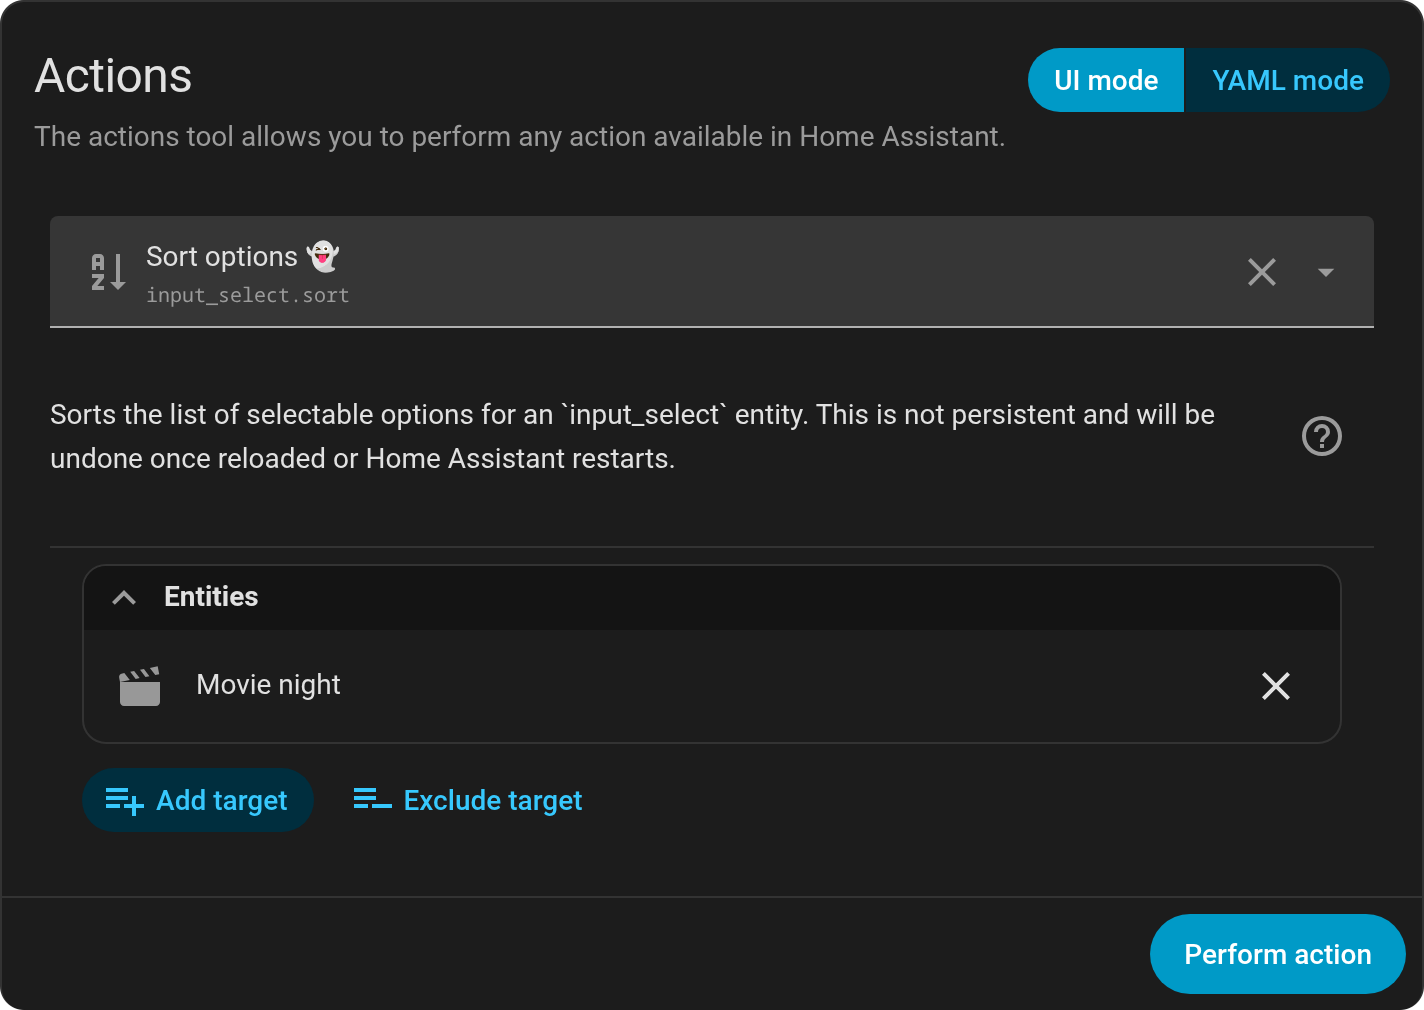 Actions
UI mode
YAML mode
The actions tool allows you to perform any action available in Home Assistant.
Sort options 👻
input_select.sort
Sorts the list of selectable options for an `input_select` entity. This is not persistent and will be
undone once reloaded or Home Assistant restarts.
Entities
Movie night
Add target
Exclude target
Perform action